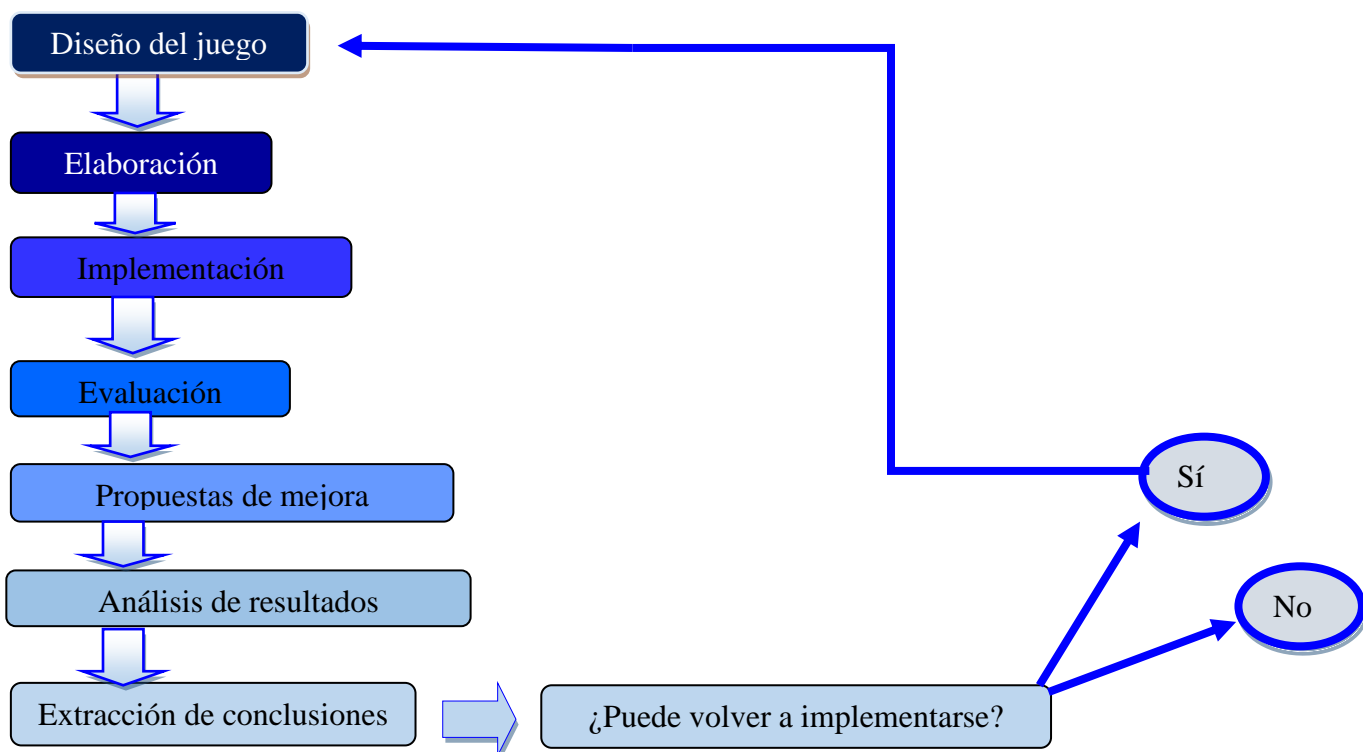 Diseño del juego
Elaboración
Implementación
Evaluación
Propuestas de mejora
Análisis de resultados
Extracción de conclusiones
¿Puede volver a implementarse?
Sí
No